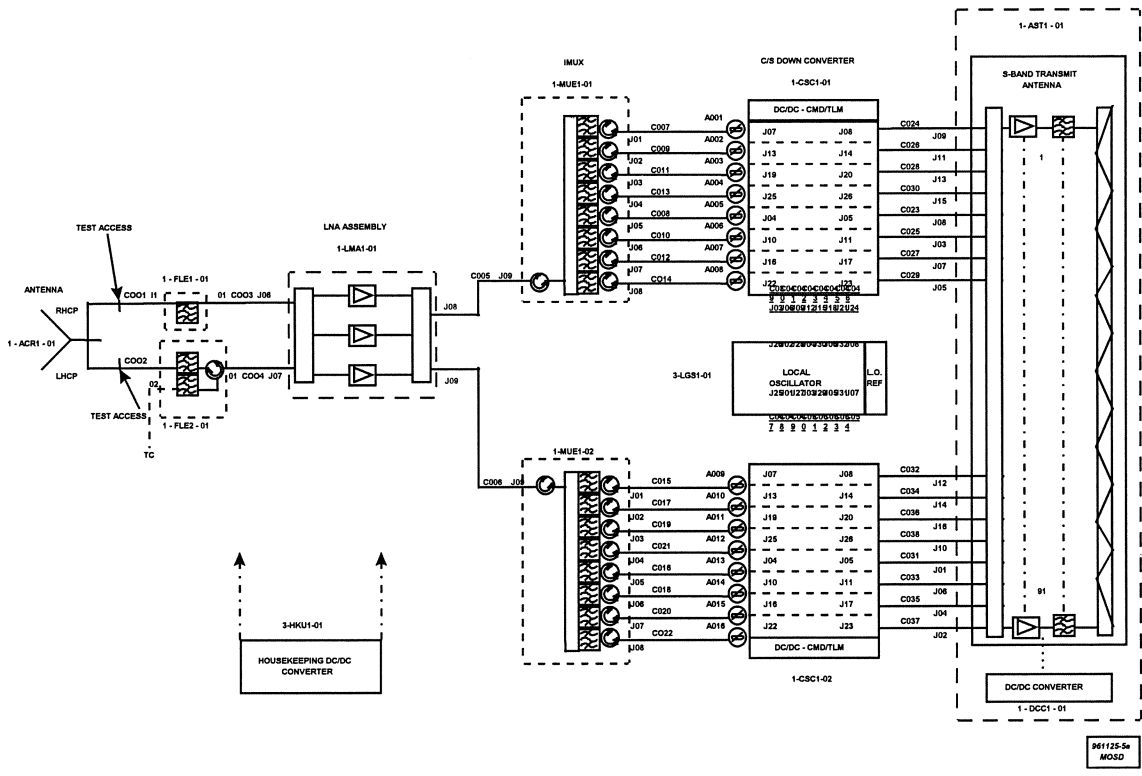 1- AST1 - 01
S-BAND TRANSMIT
ANTENNA
IMUX
1-MUE1-01
C/S DOWN CONVERTER
1-CSC1-01
DC/DC - CMD/TLM
C007 A001 J07 J08 C024
J01 J09
C009 A002 J13 J14 C026
J02 J11
C011 A003 J19 J20 C028
J03 J13
C013 A004 J25 J26 C030
J04 J15
C008 A005 J04 J05 C023
J05 J08
C010 A006 J10 J11 C025
J06 J03
C012 A007 J16 J17 C027
J07 J07
CO14 A008 J22 J23 C029
J08 J05
1
TEST ACCESS
LNA ASSEMBLY
1-LMA1-01
C005 J09
1 - FLE1 - 01
ANTENNA
RHCP
COO1 I1
01 COO3 J06
J08
1 - ACR1 - 01
LHCP
COO2
02
01 COO4 J07
J09
TEST ACCESS
1 - FLE2 - 01
TC
3-LGS1-01
LOCAL
OSCILLATOR
L.O.
REF
1-MUE1-02
C006 J09
C015 A009 J07 J08 C032
J01 J12
C017 A010 J13 J14 C034
J02 J14
C019 A011 J19 J20 C036
J03 J16
C021 A012 J25 J26 C038
J04 J10
C016 A013 J04 J05 C031
J05 J01
C018 A014 J10 J11 C033
J06 J06
C020 A015 J16 J17 C035
J07 J04
CO22 A016 J22 J23 C037
J08 J02
91
DC/DC - CMD/TLM
1-CSC1-02
3-HKU1-01
HOUSEKEEPING DC/DC
CONVERTER
DC/DC CONVERTER
1 - DCC1 - 01
961125-5a
MOSD